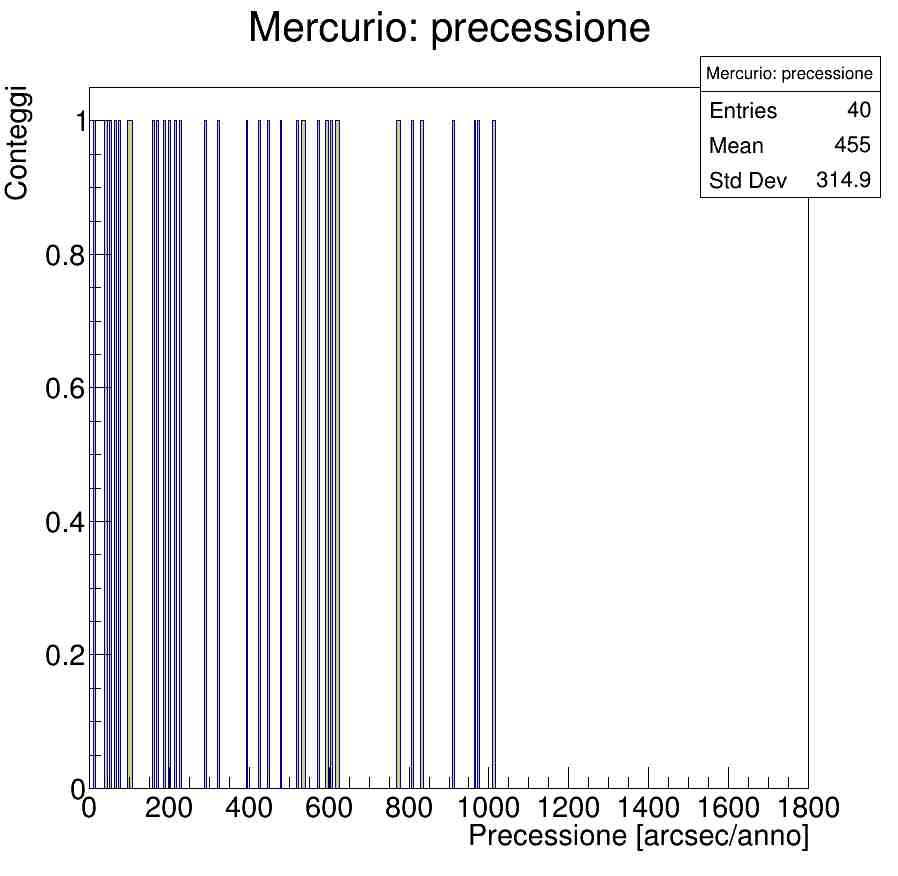 Mercurio: precessione
Mercurio: precessione
Entries 40
Mean 455
Std Dev 314.9
Conteggi
1
0.8
0.6
0.4
0.2
0
0 200 400 600 800 1000 1200 1400 1600 1800
Precessione [arcsec/anno]